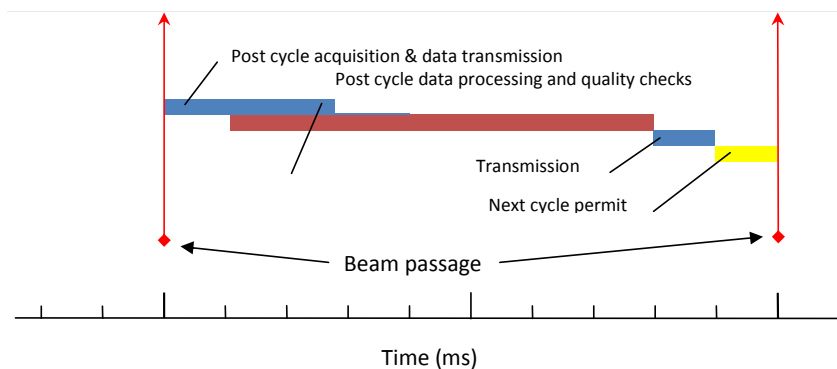 Post cycle acquisition & data transmission
Post cycle data processing and quality checks
Transmission
Next cycle permit
Beam passage
Time (ms)